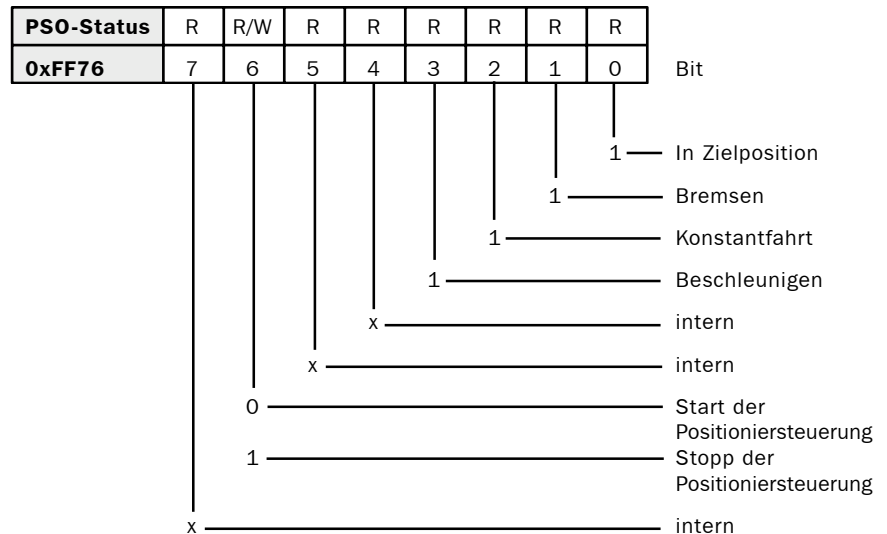 PSO-Status R R/W R R R R R R
0xFF76 7 6 5 4 3 2 1 0 Bit
1 In Zielposition
1 Bremsen
1 Konstantfahrt
1 Beschleunigen
x intern
x intern
0 Start der
Positioniersteuerung
1 Stopp der
Positioniersteuerung
x intern